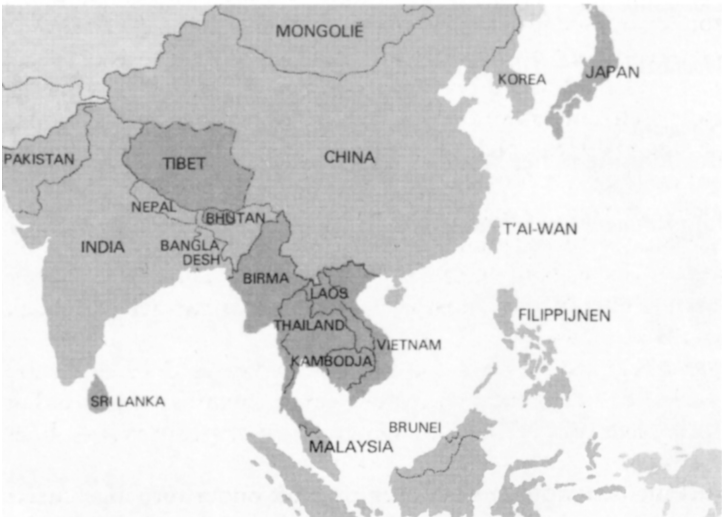 MONGOLIË
KOREA
JAPAN
PAKISTAN
TIBET
CHINA
NEPAL
BHUTAN
INDIA
BANGLA
DESH
T'AI-WAN
BIRMA
LAOS
THAILAND
FILIPPIJNEN
VIETNAM
KAMBODJA
SRI LANKA
BRUNEI
MALAYSIA